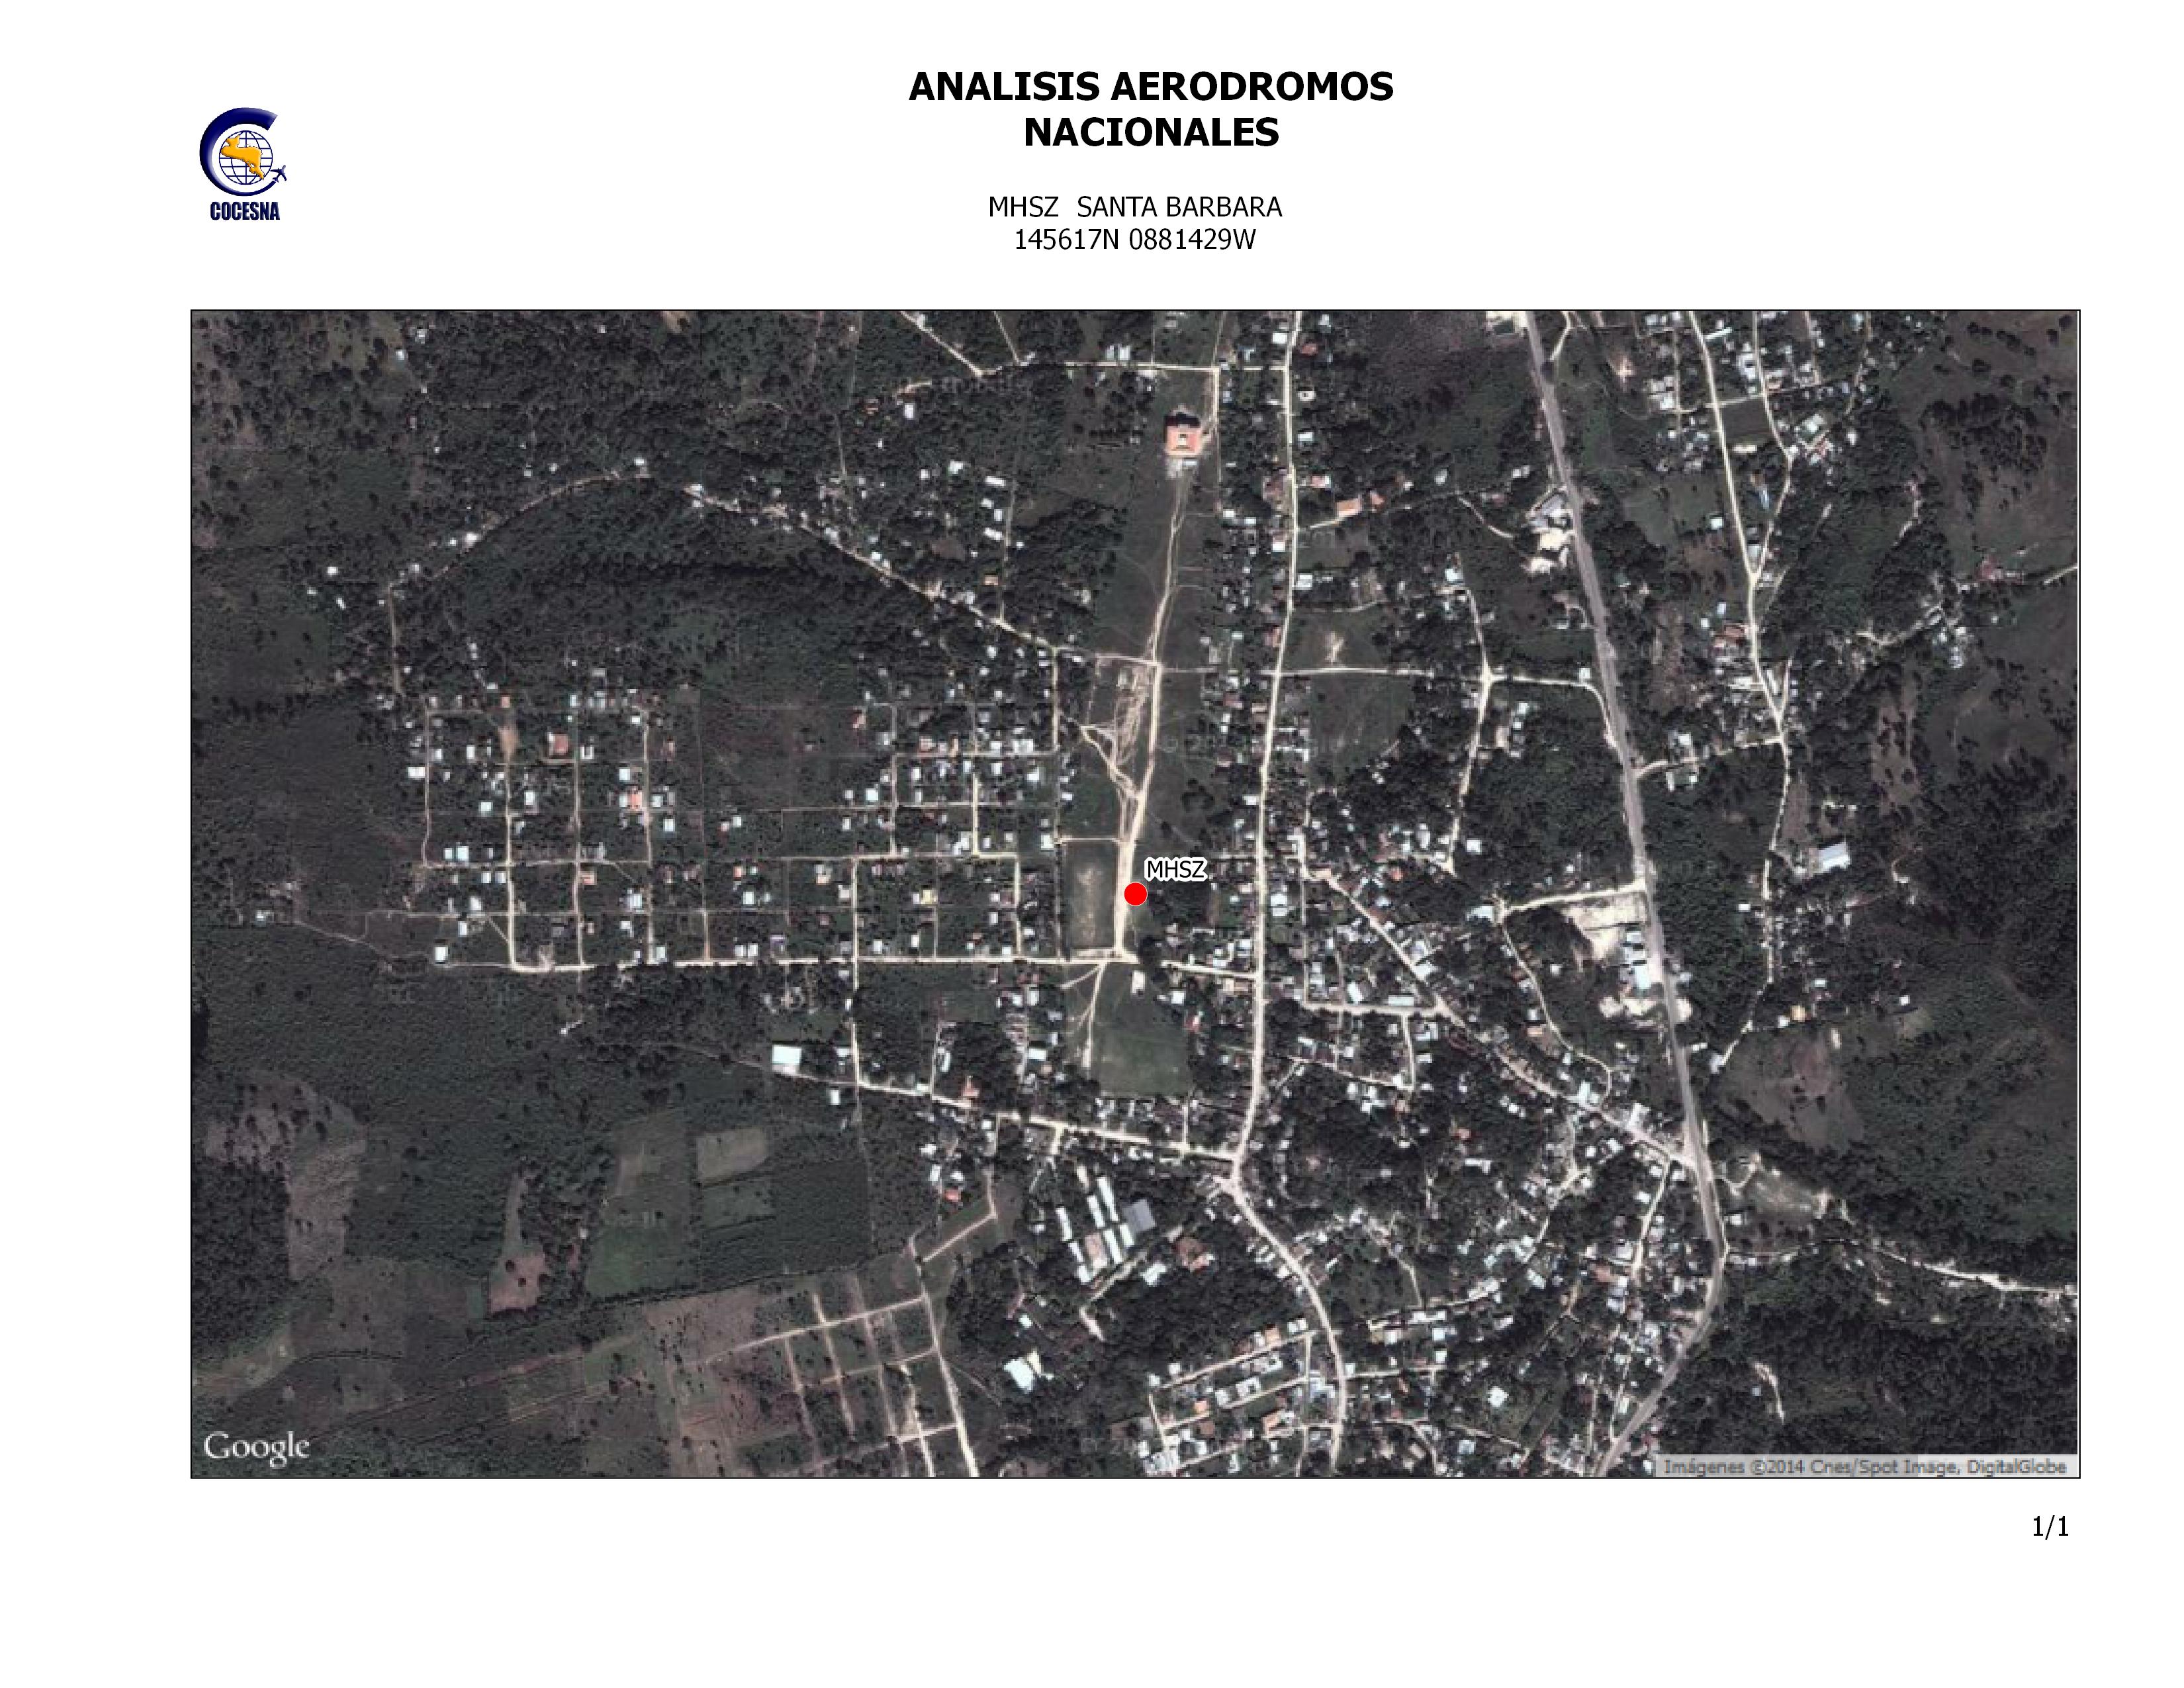 ANALISIS AERODROMOS
NACIONALES
COCESNA
MHSZ  SANTA BARBARA
145617N 0881429W
MHSZ
Google
Imágenes ©2014 Cnes/Spot Image, DigitalGlobe
1/1